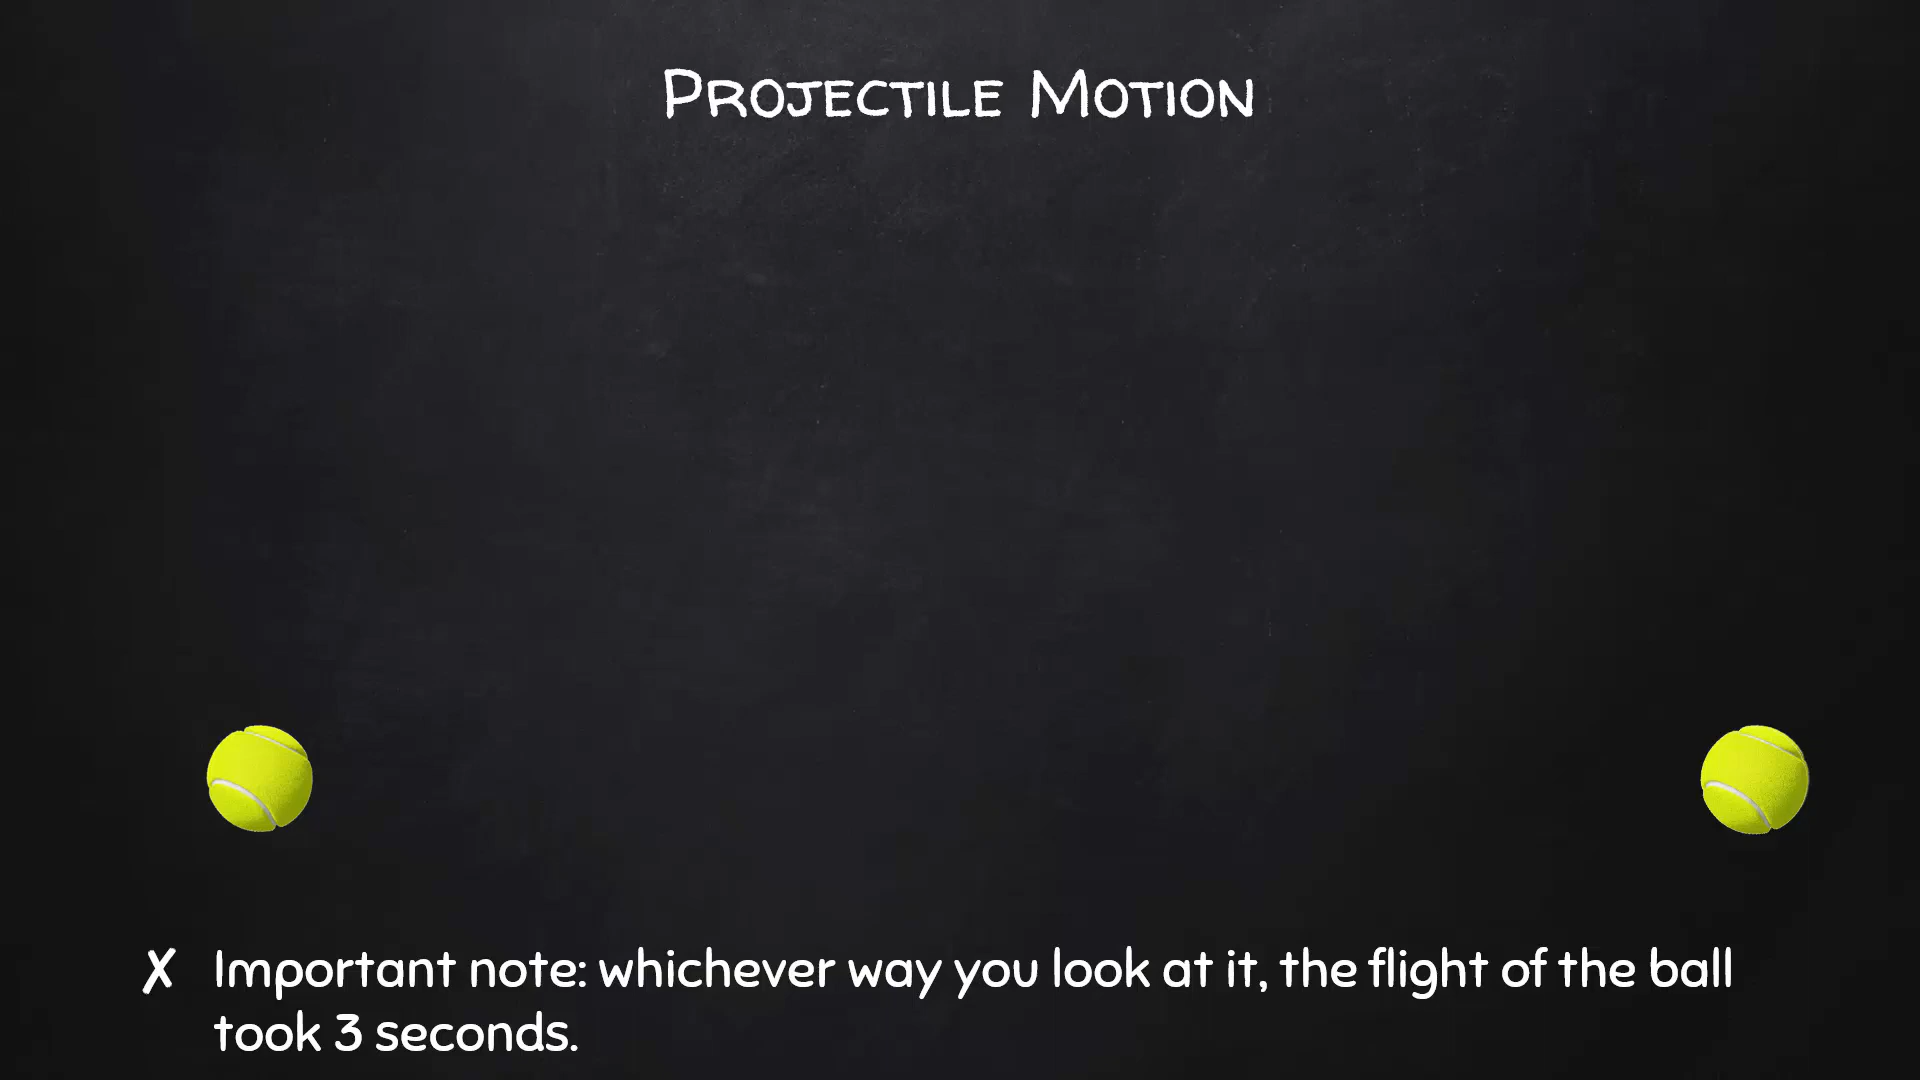 Projectile Motion
✗ Important note: whichever way you look at it, the flight of the ball
took 3 seconds.